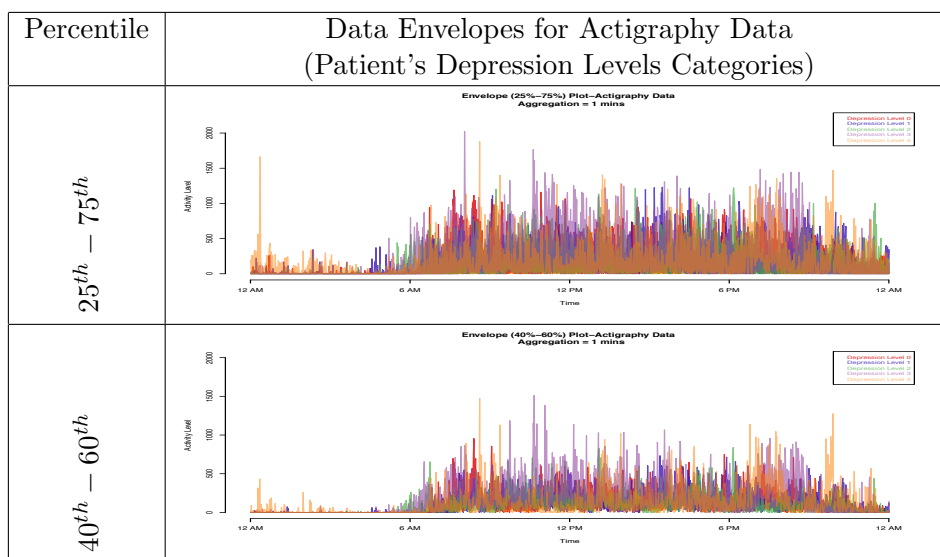 Percentile
Data Envelopes for Actigraphy Data
(Patient's Depression Levels Categories)
25th − 75th
Envelope (25%−75%) Plot−Actigraphy Data
Aggregation = 1 mins
Depression Level 0
Depression Level 1
Depression Level 2
Depression Level 3
Depression Level 4
Activity Level
2000
1500
1000
500
0
12 AM
6 AM
12 PM
6 PM
12 AM
Time
40th − 60th
Envelope (40%−60%) Plot−Actigraphy Data
Aggregation = 1 mins
Depression Level 0
Depression Level 1
Depression Level 2
Depression Level 3
Depression Level 4
Activity Level
2000
1500
1000
500
0
12 AM
6 AM
12 PM
6 PM
12 AM
Time